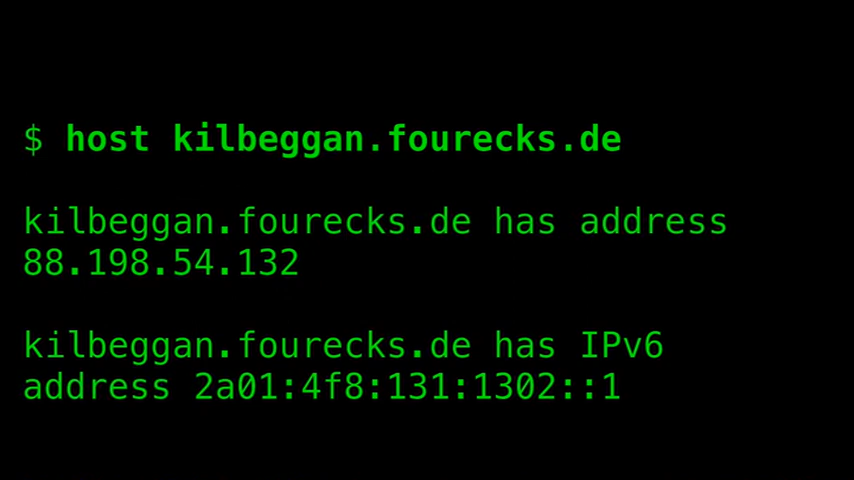 $ host kilbeggan.fourecks.de
kilbeggan.fourecks.de has address
88.198.54.132
kilbeggan.fourecks.de has IPv6
address 2a01:4f8:131:1302::1